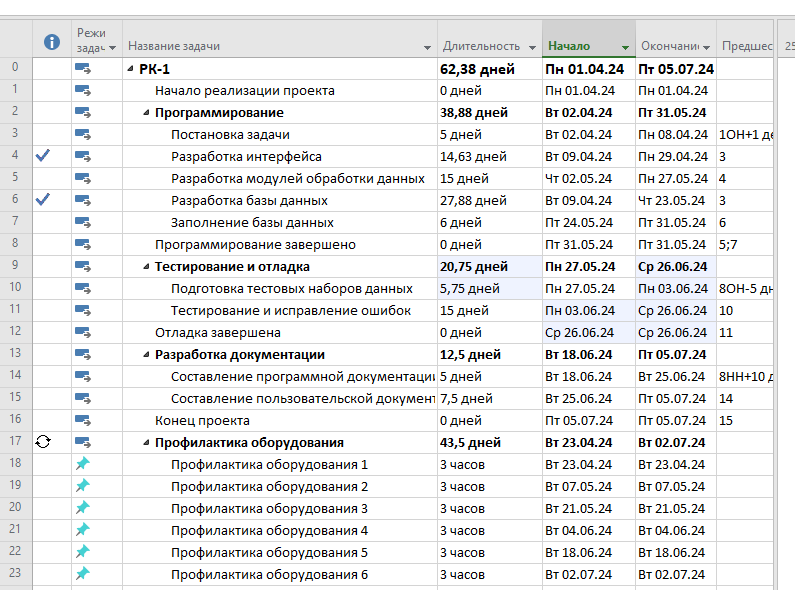 Режи
задач Название задачи Длительность Начало Окончани Предшес 25
0 РК-1 62,38 дней Пн 01.04.24 Пт 05.07.24
1 Начало реализации проекта 0 дней Пн 01.04.24 Пн 01.04.24
2 Программирование 38,88 дней Вт 02.04.24 Пт 31.05.24
3 Постановка задачи 5 дней Вт 02.04.24 Пн 08.04.24 1ОН+1 де
4 Разработка интерфейса 14,63 дней Вт 09.04.24 Пн 29.04.24 3
5 Разработка модулей обработки данных 15 дней Чт 02.05.24 Пн 27.05.24 4
6 Разработка базы данных 27,88 дней Вт 09.04.24 Чт 23.05.24 3
7 Заполнение базы данных 6 дней Пт 24.05.24 Пт 31.05.24 6
8 Программирование завершено 0 дней Пт 31.05.24 Пт 31.05.24 5;7
9 Тестирование и отладка 20,75 дней Пн 27.05.24 Ср 26.06.24
10 Подготовка тестовых наборов данных 5,75 дней Пн 27.05.24 Пн 03.06.24 8ОН-5 дн
11 Тестирование и исправление ошибок 15 дней Пн 03.06.24 Ср 26.06.24 10
12 Отладка завершена 0 дней Ср 26.06.24 Ср 26.06.24 11
13 Разработка документации 12,5 дней Вт 18.06.24 Пт 05.07.24
14 Составление программной документации 5 дней Вт 18.06.24 Вт 25.06.24 8НН+10 д
15 Составление пользовательской документ 7,5 дней Вт 25.06.24 Пт 05.07.24 14
16 Конец проекта 0 дней Пт 05.07.24 Пт 05.07.24 15
17 Профилактика оборудования 43,5 дней Вт 23.04.24 Вт 02.07.24
18 Профилактика оборудования 1 3 часов Вт 23.04.24 Вт 23.04.24
19 Профилактика оборудования 2 3 часов Вт 07.05.24 Вт 07.05.24
20 Профилактика оборудования 3 3 часов Вт 21.05.24 Вт 21.05.24
21 Профилактика оборудования 4 3 часов Вт 04.06.24 Вт 04.06.24
22 Профилактика оборудования 5 3 часов Вт 18.06.24 Вт 18.06.24
23 Профилактика оборудования 6 3 часов Вт 02.07.24 Вт 02.07.24